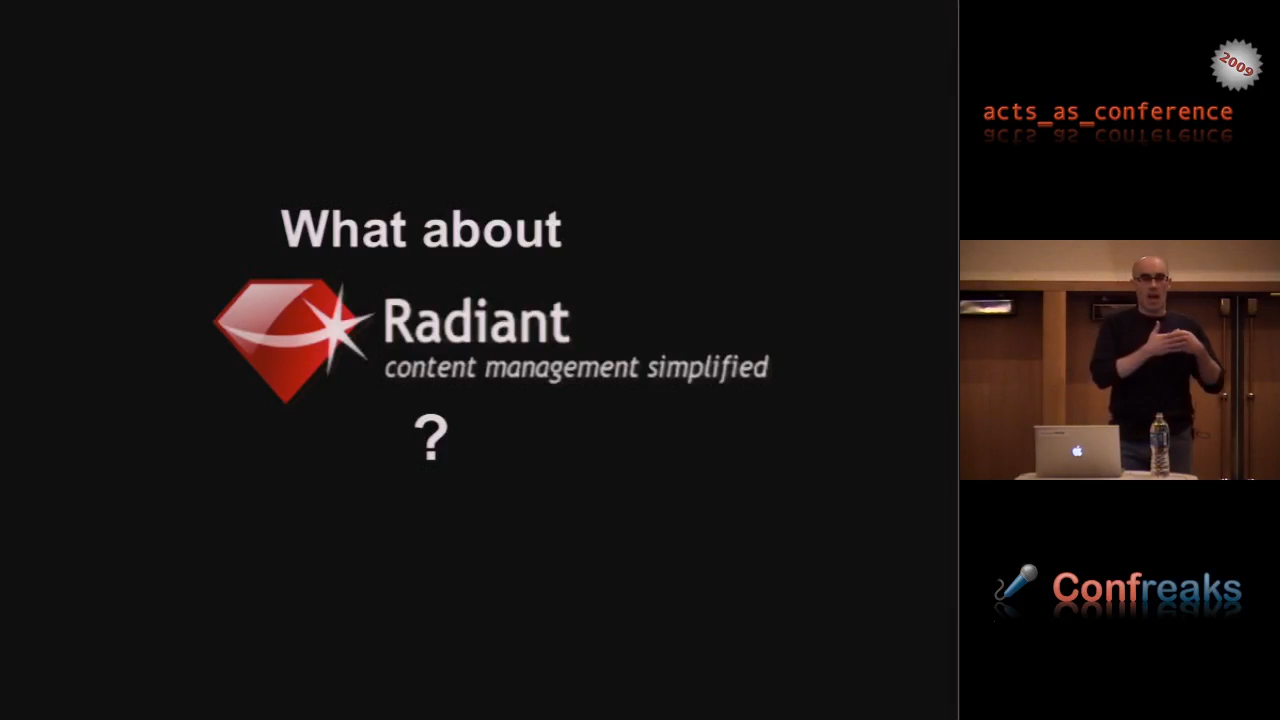 What about
Radiant
content management simplified
?
2009
acts_as_conference
Confreaks